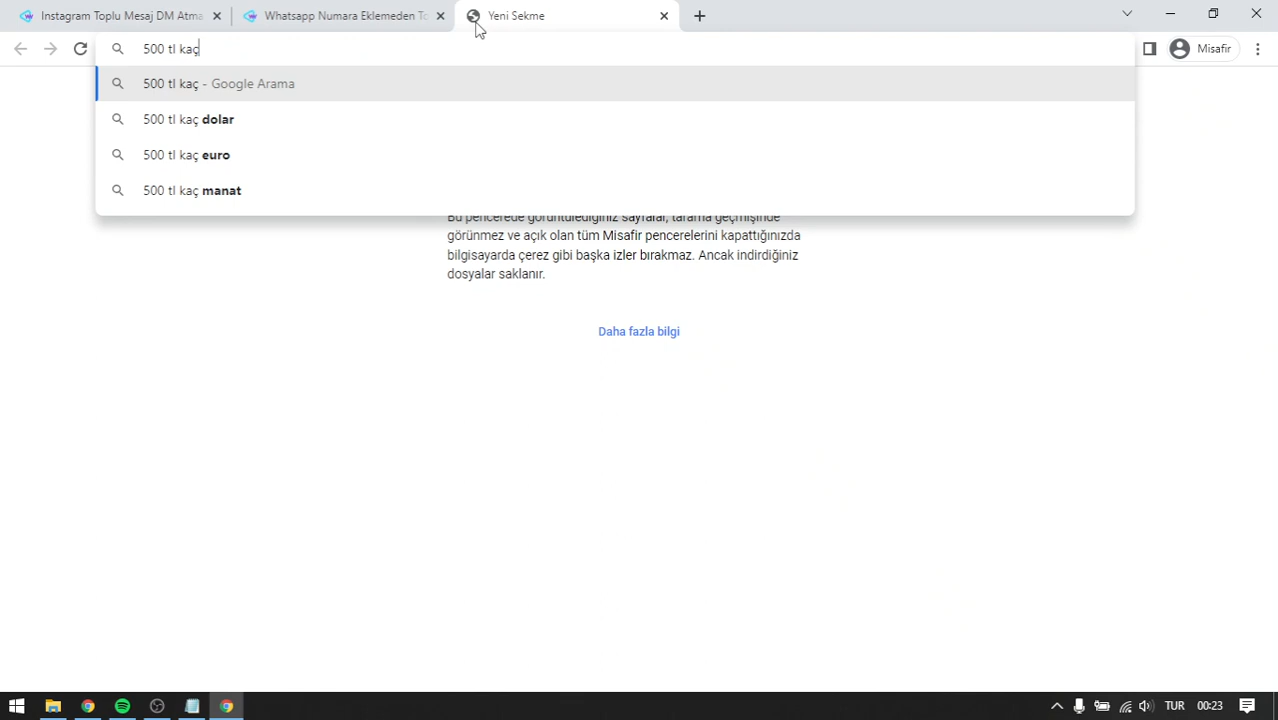 Instagram Toplu Mesaj DM Atma
Whatsapp Numara Eklemeden To
Yeni Sekme
500 tl kaç
Misafir
500 tl kaç - Google Arama
500 tl kaç dolar
500 tl kaç euro
500 tl kaç manat
Bu pencerede görüntülediğiniz sayfalar, tarama geçmişinde
görünmez ve açık olan tüm Misafir pencerelerini kapattığınızda
bilgisayarda çerez gibi başka izler bırakmaz. Ancak indirdiğiniz
dosyalar saklanır.
Daha fazla bilgi
TUR
00:23